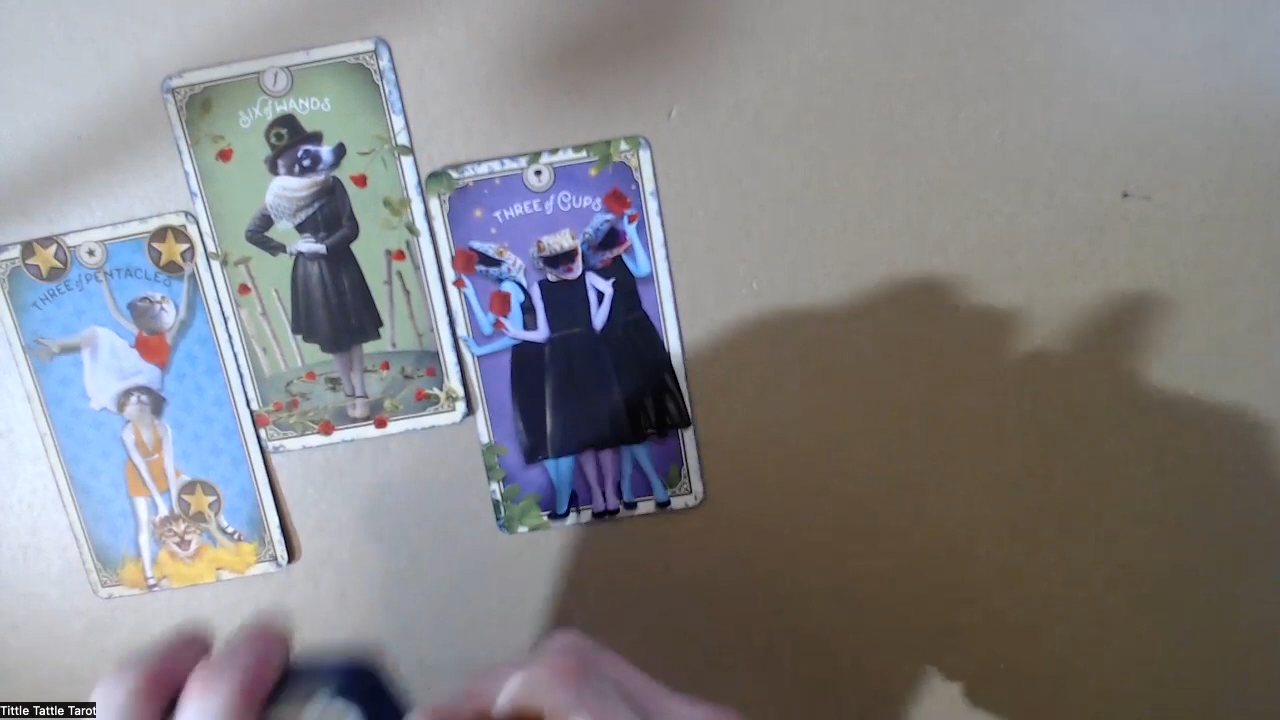 SIX of WANDS
THREE of CUPS
THREE of PENTACLES
Tittle Tattle Tarot